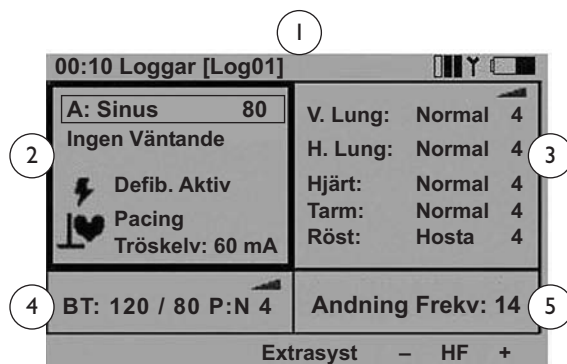 1
00:10 Loggar [Log01]
A: Sinus 80
Ingen Väntande
Defib. Aktiv
Pacing
Tröskelv: 60 mA
2
V. Lung: Normal 4
H. Lung: Normal 4
Hjärt: Normal 4
Tarm: Normal 4
Röst: Hosta 4
3
BT: 120 / 80 P:N 4
4
Andning Frekv: 14
5
Extrasyst – HF +